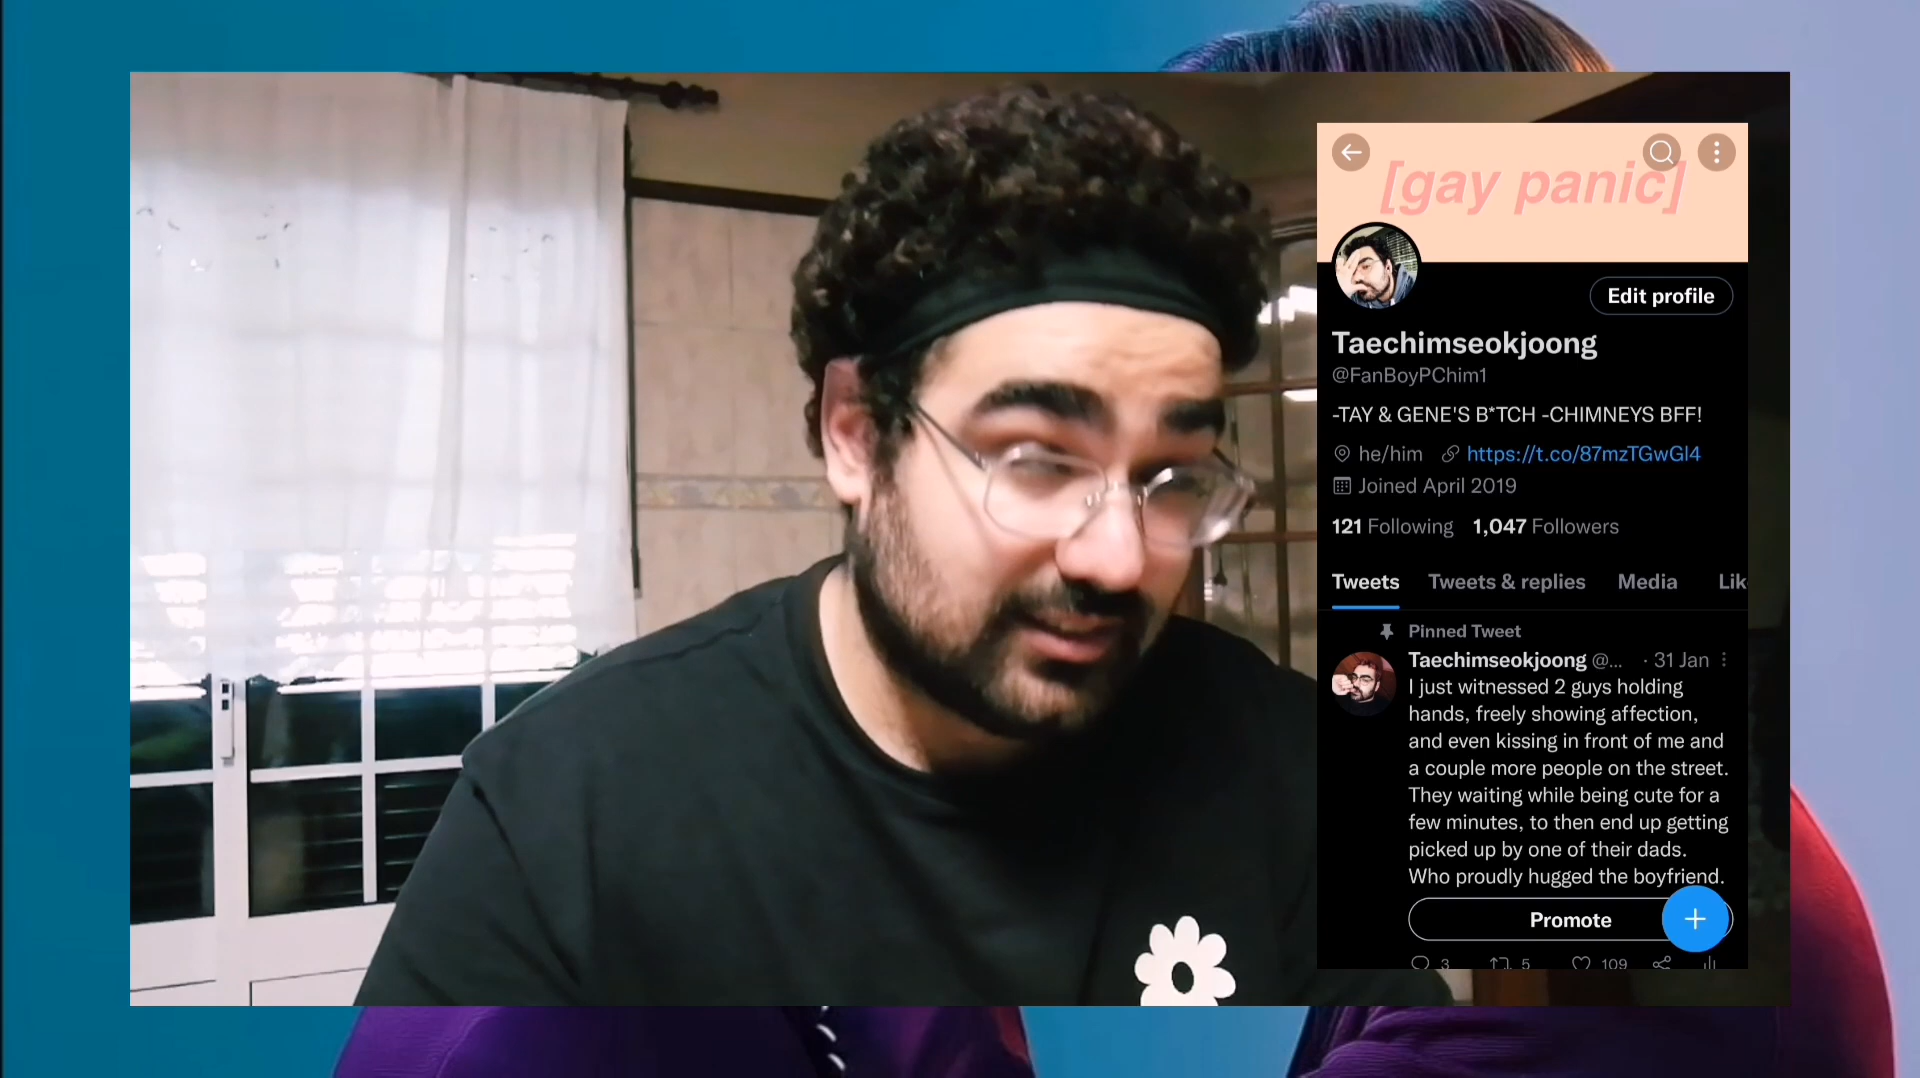 [gay panic]
Edit profile
Taechimseokjoong
@FanBoyPChim1
-TAY & GENE'S B*TCH -CHIMNEYS BFF!
he/him https://t.co/87mzTGwGl4
Joined April 2019
121 Following 1,047 Followers
Tweets Tweets & replies Media Lik
Pinned Tweet
Taechimseokjoong @... · 31 Jan
I just witnessed 2 guys holding
hands, freely showing affection,
and even kissing in front of me and
a couple more people on the street.
They waiting while being cute for a
few minutes, to then end up getting
picked up by one of their dads.
Who proudly hugged the boyfriend.
Promote
3 5 109